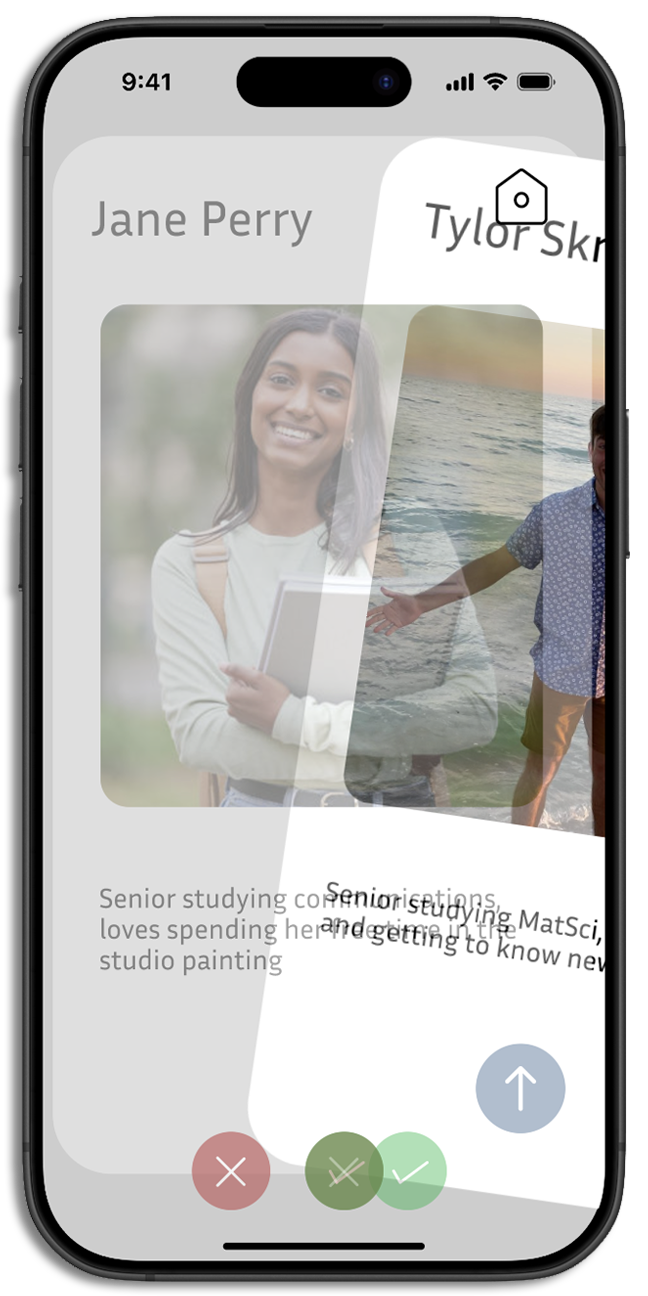 9:41
Jane Perry
Tylor Skr
Senior studying communications,
loves spending her free time in the
studio painting
Senior studying MatSci,
and getting to know new